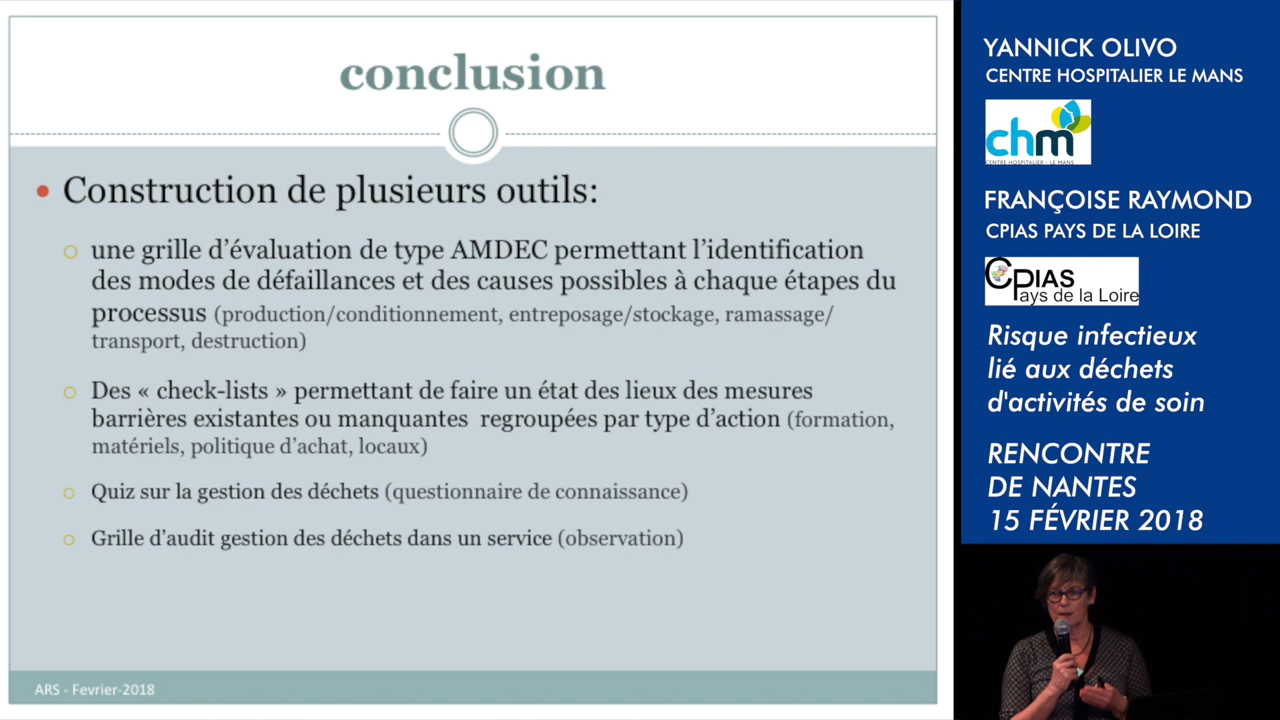 conclusion
• Construction de plusieurs outils:
une grille d’évaluation de type AMDEC permettant l’identification
des modes de défaillances et des causes possibles à chaque étapes du
processus (production/conditionnement, entreposage/stockage, ramassage/
transport, destruction)
Des « check-lists » permettant de faire un état des lieux des mesures
barrières existantes ou manquantes regroupées par type d’action (formation,
matériels, politique d’achat, locaux)
Quiz sur la gestion des déchets (questionnaire de connaissance)
Grille d’audit gestion des déchets dans un service (observation)
ARS - Fevrier-2018
YANNICK OLIVO
CENTRE HOSPITALIER LE MANS
chm
CENTRE HOSPITALIER - LE MANS
FRANÇOISE RAYMOND
CPIAS PAYS DE LA LOIRE
CPIAS
Pays de la Loire
Risque infectieux
lié aux déchets
d'activités de soin
RENCONTRE
DE NANTES
15 FÉVRIER 2018